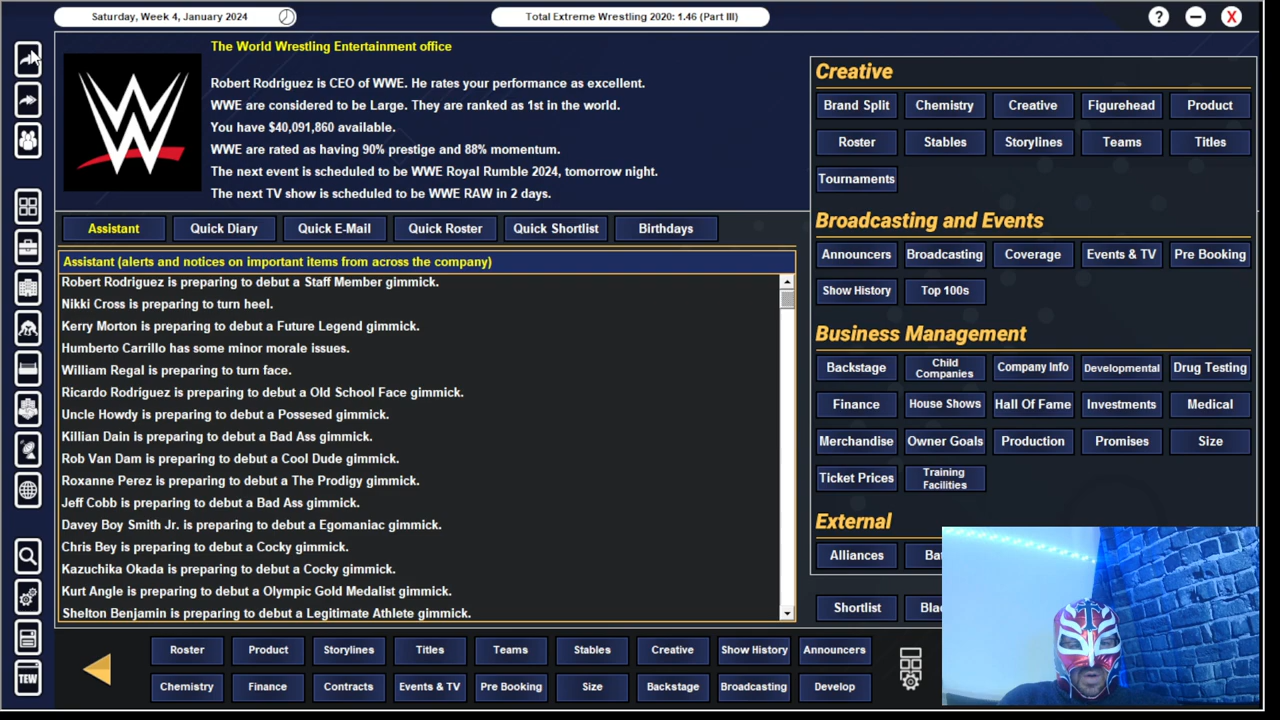 Saturday, Week 4, January 2024
Total Extreme Wrestling 2020: 1.46 (Part III)
?
X
The World Wrestling Entertainment office
Robert Rodriguez is CEO of WWE. He rates your performance as excellent.
WWE are considered to be Large. They are ranked as 1st in the world.
You have $40,091,860 available.
WWE are rated as having 90% prestige and 88% momentum.
The next event is scheduled to be WWE Royal Rumble 2024, tomorrow night.
The next TV show is scheduled to be WWE RAW in 2 days.
Assistant
Quick Diary
Quick E-Mail
Quick Roster
Quick Shortlist
Birthdays
Assistant (alerts and notices on important items from across the company)
Robert Rodriguez is preparing to debut a Staff Member gimmick.
Nikki Cross is preparing to turn heel.
Kerry Morton is preparing to debut a Future Legend gimmick.
Humberto Carrillo has some minor morale issues.
William Regal is preparing to turn face.
Ricardo Rodríguez is preparing to debut a Old School Face gimmick.
Uncle Howdy is preparing to debut a Possesed gimmick.
Killian Dain is preparing to debut a Bad Ass gimmick.
Rob Van Dam is preparing to debut a Cool Dude gimmick.
Roxanne Perez is preparing to debut a The Prodigy gimmick.
Jeff Cobb is preparing to debut a Bad Ass gimmick.
Davey Boy Smith Jr. is preparing to debut a Egomaniac gimmick.
Chris Bey is preparing to debut a Cocky gimmick.
Kazuchika Okada is preparing to debut a Cocky gimmick.
Kurt Angle is preparing to debut a Olympic Gold Medalist gimmick.
Shelton Benjamin is preparing to debut a Legitimate Athlete gimmick.
Creative
Brand Split Chemistry Creative Figurehead Product
Roster Stables Storylines Teams Titles
Tournaments
Broadcasting and Events
Announcers Broadcasting Coverage Events & TV Pre Booking
Show History Top 100s
Business Management
Backstage Child Companies Company Info Developmental Drug Testing
Finance House Shows Hall Of Fame Investments Medical
Merchandise Owner Goals Production Promises Size
Ticket Prices Training Facilities
External
Alliances Ba
Shortlist Bla
Roster Product Storylines Titles Teams Stables Creative Show History Announcers
Chemistry Finance Contracts Events & TV Pre Booking Size Backstage Broadcasting Develop
TEW